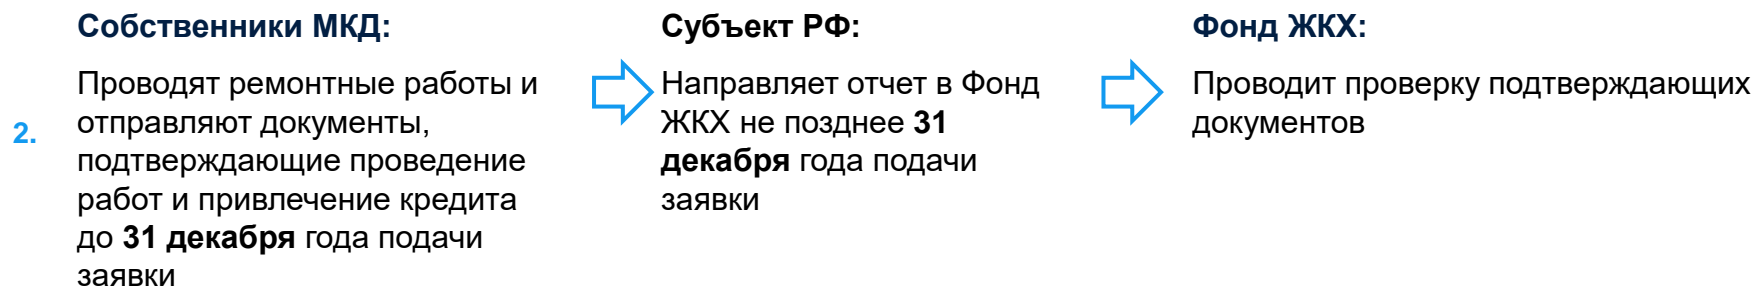 Собственники МКД:
Проводят ремонтные работы и
отправляют документы,
2.
подтверждающие проведение
работ и привлечение кредита
до 31 декабря года подачи
заявки
Субъект РФ:
Направляет отчет в Фонд
ЖКХ не позднее 31
декабря года подачи
заявки
Фонд ЖКХ:
Проводит проверку подтверждающих
документов